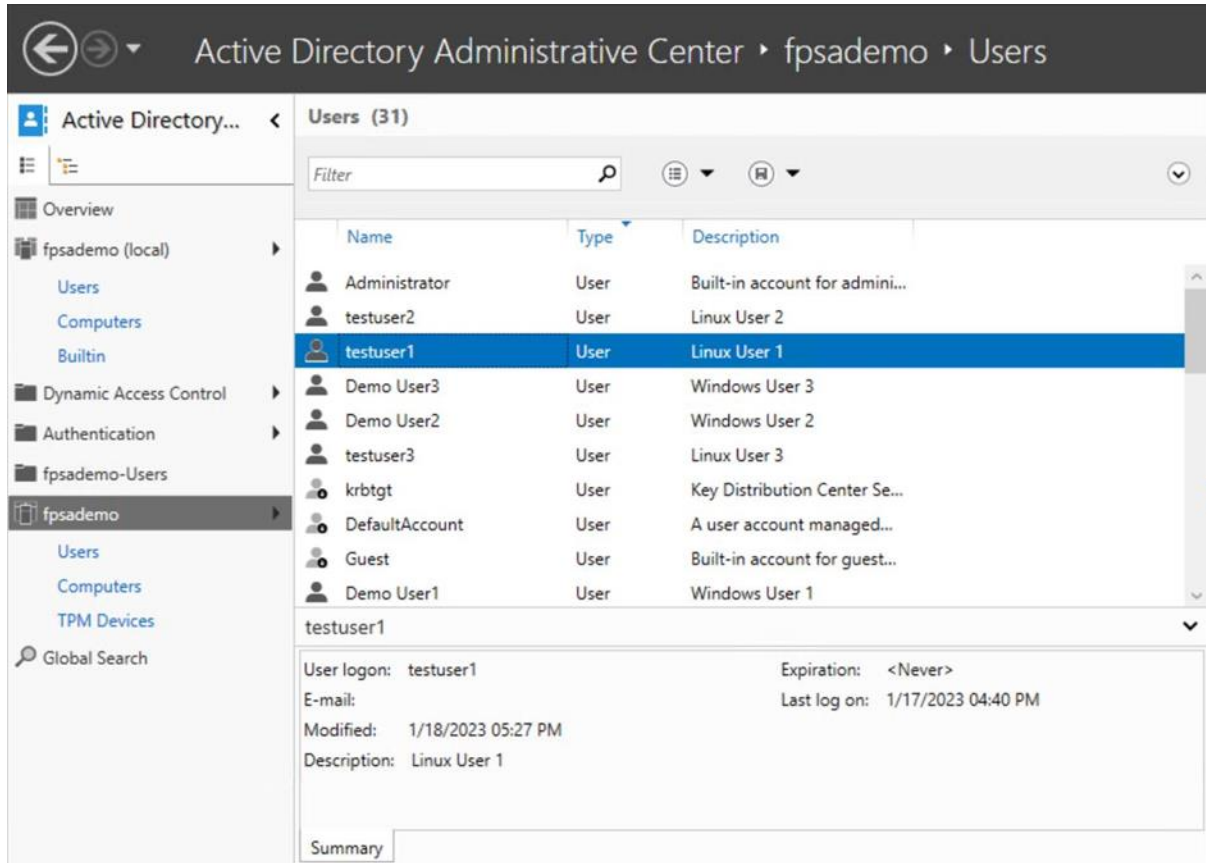 Active Directory Administrative Center ‣ fpsademo ‣ Users
Active Directory...
Overview
fpsademo (local)
Users
Computers
Builtin
Dynamic Access Control
Authentication
fpsademo-Users
fpsademo
Users
Computers
TPM Devices
Global Search
Users (31)
Filter
Name Type Description
Administrator User Built-in account for admini...
testuser2 User Linux User 2
testuser1 User Linux User 1
Demo User3 User Windows User 3
Demo User2 User Windows User 2
testuser3 User Linux User 3
krbtgt User Key Distribution Center Se...
DefaultAccount User A user account managed...
Guest User Built-in account for guest...
Demo User1 User Windows User 1
testuser1
User logon: testuser1 Expiration: <Never>
E-mail: Last log on: 1/17/2023 04:40 PM
Modified: 1/18/2023 05:27 PM
Description: Linux User 1
Summary